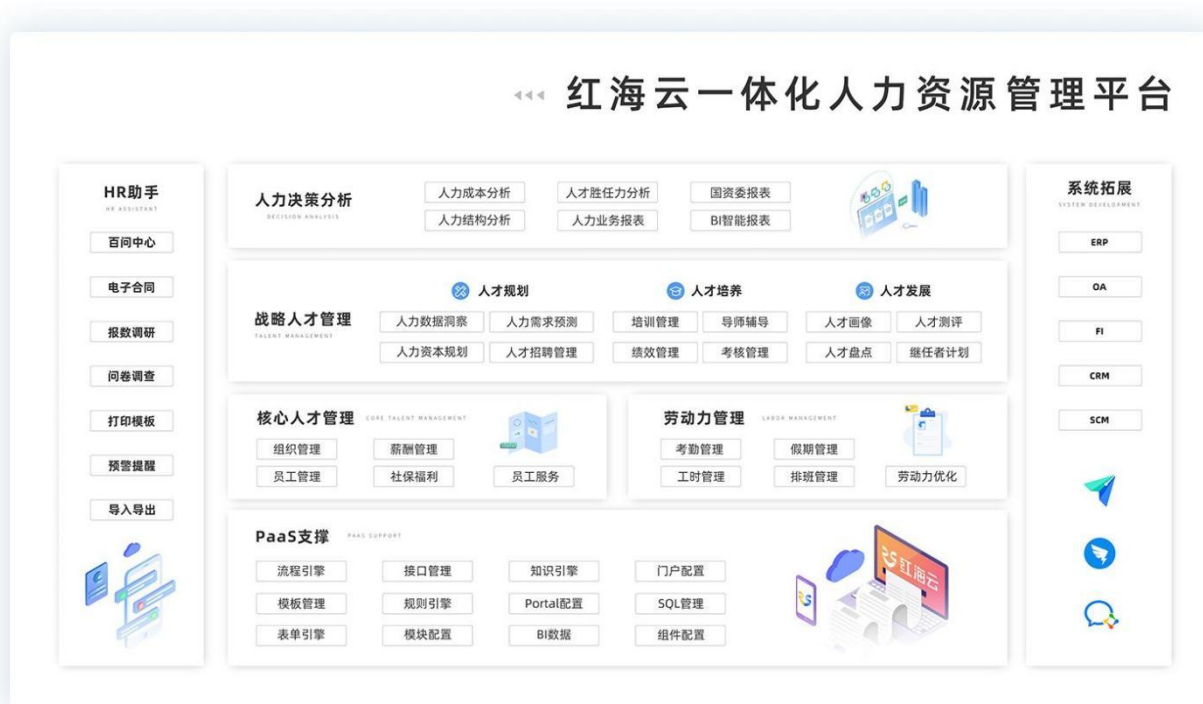 红海云一体化人力资源管理平台
HR助手
HR ASSISTANT
百问中心
电子合同
报数调研
问卷调查
打印模板
预警提醒
导入导出
人力决策分析
DECISION ANALYSIS
人力成本分析 人才胜任力分析 国资委报表
人力结构分析 人力业务报表 BI智能报表
战略人才管理
TALENT MANAGEMENT
人才规划 人才培养 人才发展
人力数据洞察 人力需求预测 培训管理 导师辅导 人才画像 人才测评
人力资本规划 人才招聘管理 绩效管理 考核管理 人才盘点 继任者计划
核心人才管理 CORE TALENT MANAGEMENT
组织管理 薪酬管理
员工管理 社保福利 员工服务
劳动力管理 LABOR MANAGEMENT
考勤管理 假期管理
工时管理 排班管理 劳动力优化
PaaS支撑 PAAS SUPPORT
流程引擎 接口管理 知识引擎 门户配置
模板管理 规则引擎 Portal配置 SQL管理
表单引擎 模块配置 BI数据 组件配置
红海云
系统拓展
SYSTEM DEVELOPMENT
ERP
OA
FI
CRM
SCM